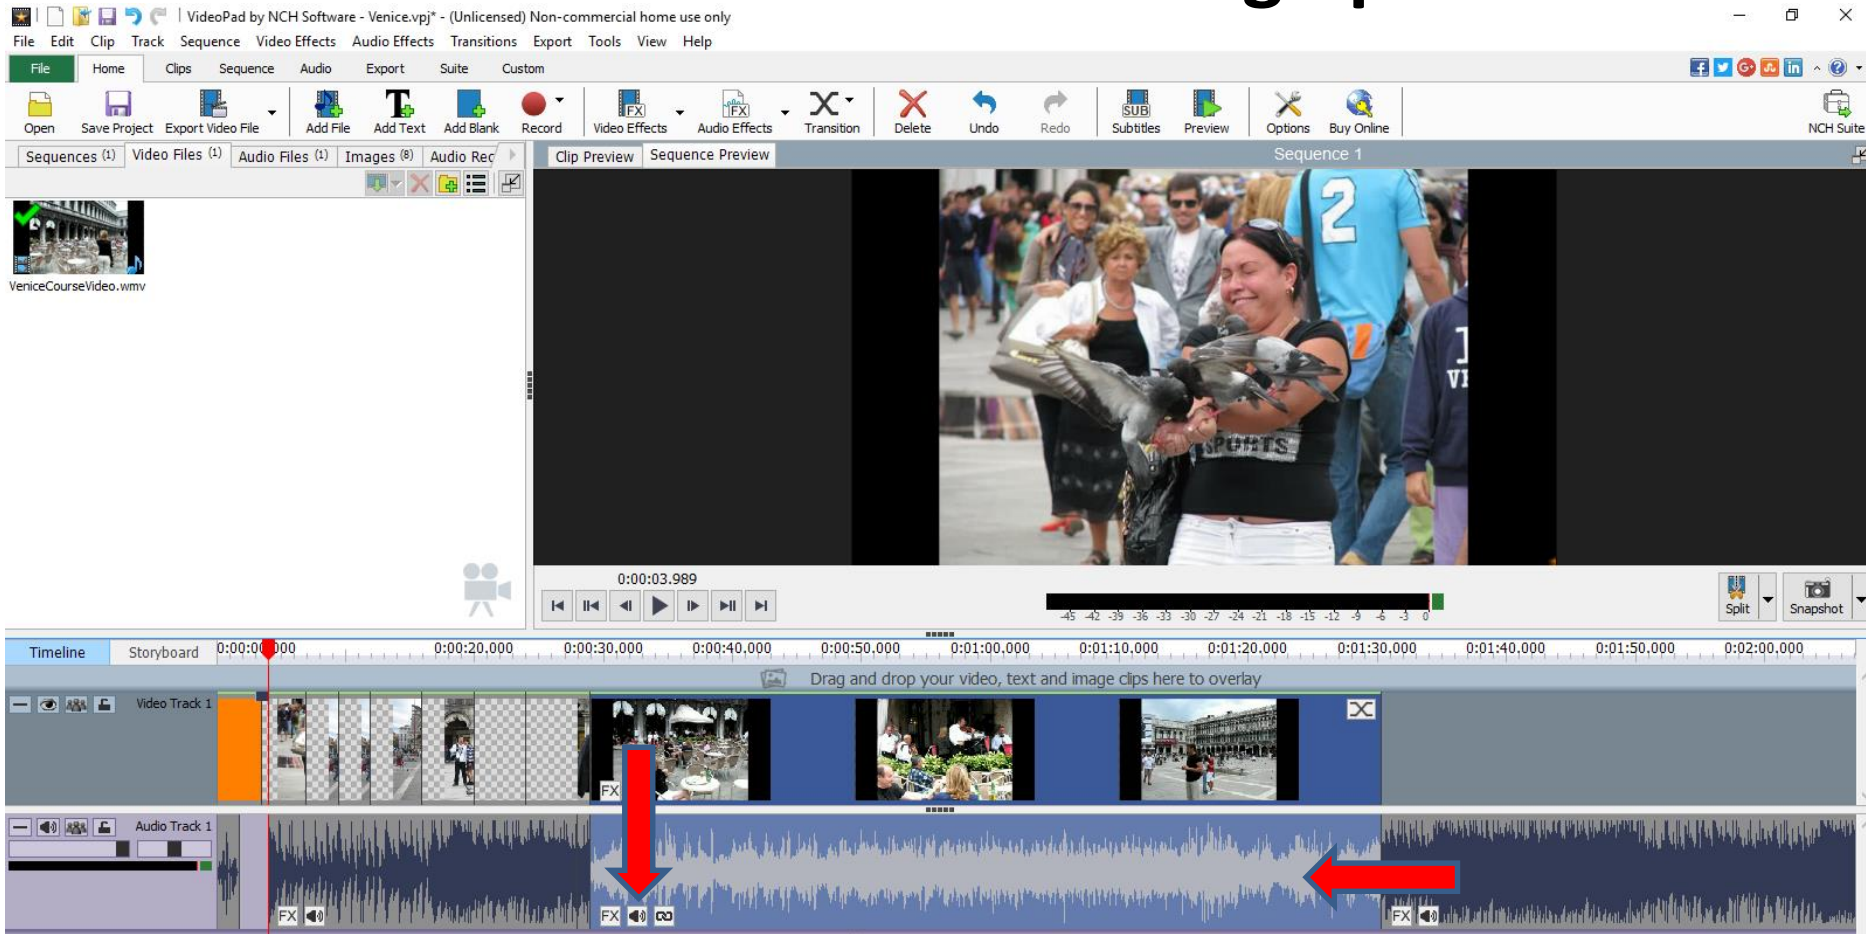 VideoPad by NCH Software - Venice.vpj* - (Unlicensed) Non-commercial home use only
File Edit Clip Track Sequence Video Effects Audio Effects Transitions Export Tools View Help
File Home Clips Sequence Audio Export Suite Custom
Open Save Project Export Video File Add File Add Text Add Blank Record Video Effects Audio Effects Transition Delete Undo Redo Subtitles Preview Options Buy Online NCH Suite
Sequences (1) Video Files (1) Audio Files (1) Images (8) Audio Rec Clip Preview Sequence Preview Sequence 1
VeniceCourseVideo.wmv
2
SPORTS
0:00:03.989
-45 -42 -39 -36 -33 -30 -27 -24 -21 -18 -15 -12 -9 -6 -3 0
Split Snapshot
Timeline Storyboard 0:00:20.000 0:00:30.000 0:00:40.000 0:00:50.000 0:01:00.000 0:01:10.000 0:01:20.000 0:01:30.000 0:01:40.000 0:01:50.000 0:02:00.000
Drag and drop your video, text and image clips here to overlay
Video Track 1
FX
Audio Track 1
FX FX FX